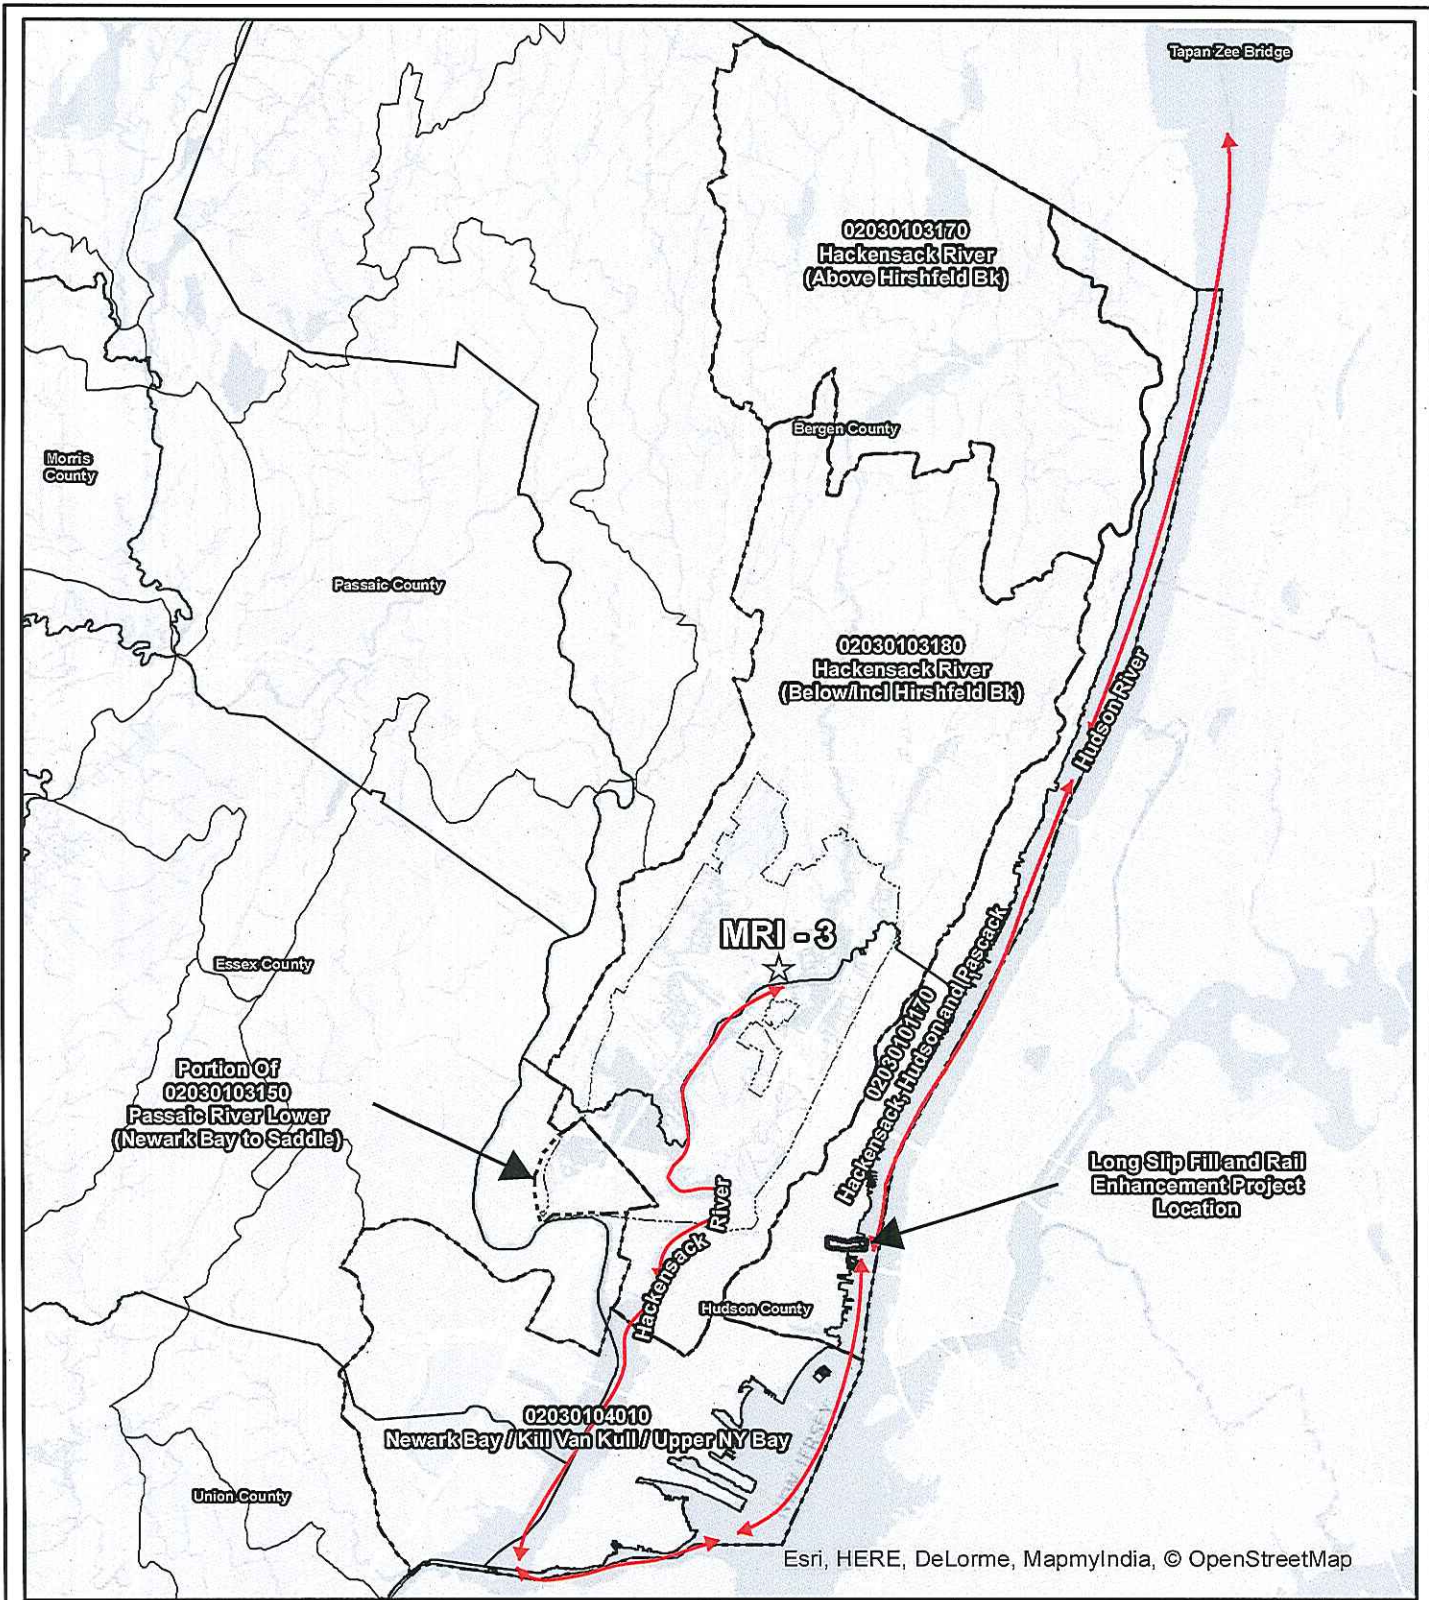 Tapan Zee Bridge
02030103170
Hackensack River
(Above Hirshfeld Bk)
Bergen County
Morris
County
Passaic County
02030103180
Hackensack River
(Below/Incl Hirshfeld Bk)
Hudson River
MRI - 3
Essex County
02030101170
Hackensack, Hudson and Pascack
Portion Of
02030103150
Passaic River Lower
(Newark Bay to Saddle)
Long Slip Fill and Rail
Enhancement Project
Location
Hackensack River
Hudson County
02030104010
Newark Bay / Kill Van Kull / Upper NY Bay
NEW JERSEY
Union County
Esri, HERE, DeLorme, MapmyIndia, © OpenStreetMap